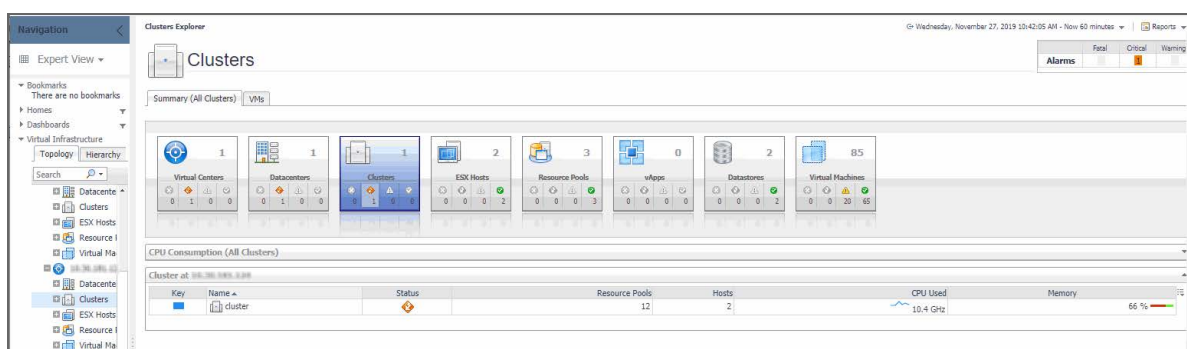 Navigation
Clusters Explorer
Wednesday, November 27, 2019 10:42:05 AM - Now 60 minutes
Reports
Expert View
Clusters
Fatal Critical Warning
Alarms 1
Bookmarks
There are no bookmarks
Homes
Dashboards
Virtual Infrastructure
Topology Hierarchy
Search
Datacente
Clusters
ESX Hosts
Resource
Virtual Ma
Datacente
Clusters
ESX Hosts
Resource
Virtual Ma
Summary (All Clusters) VMs
1 1 1 2 3 0 2 85
Virtual Centers Datacenters Clusters ESX Hosts Resource Pools vApps Datastores Virtual Machines
0 1 0 0 0 1 0 0 0 1 0 0 0 0 0 2 0 0 0 3 0 0 0 0 0 0 0 2 0 0 20 65
CPU Consumption (All Clusters)
Cluster at
Key Name Status Resource Pools Hosts CPU Used Memory
cluster 12 2 10.4 GHz 66 %